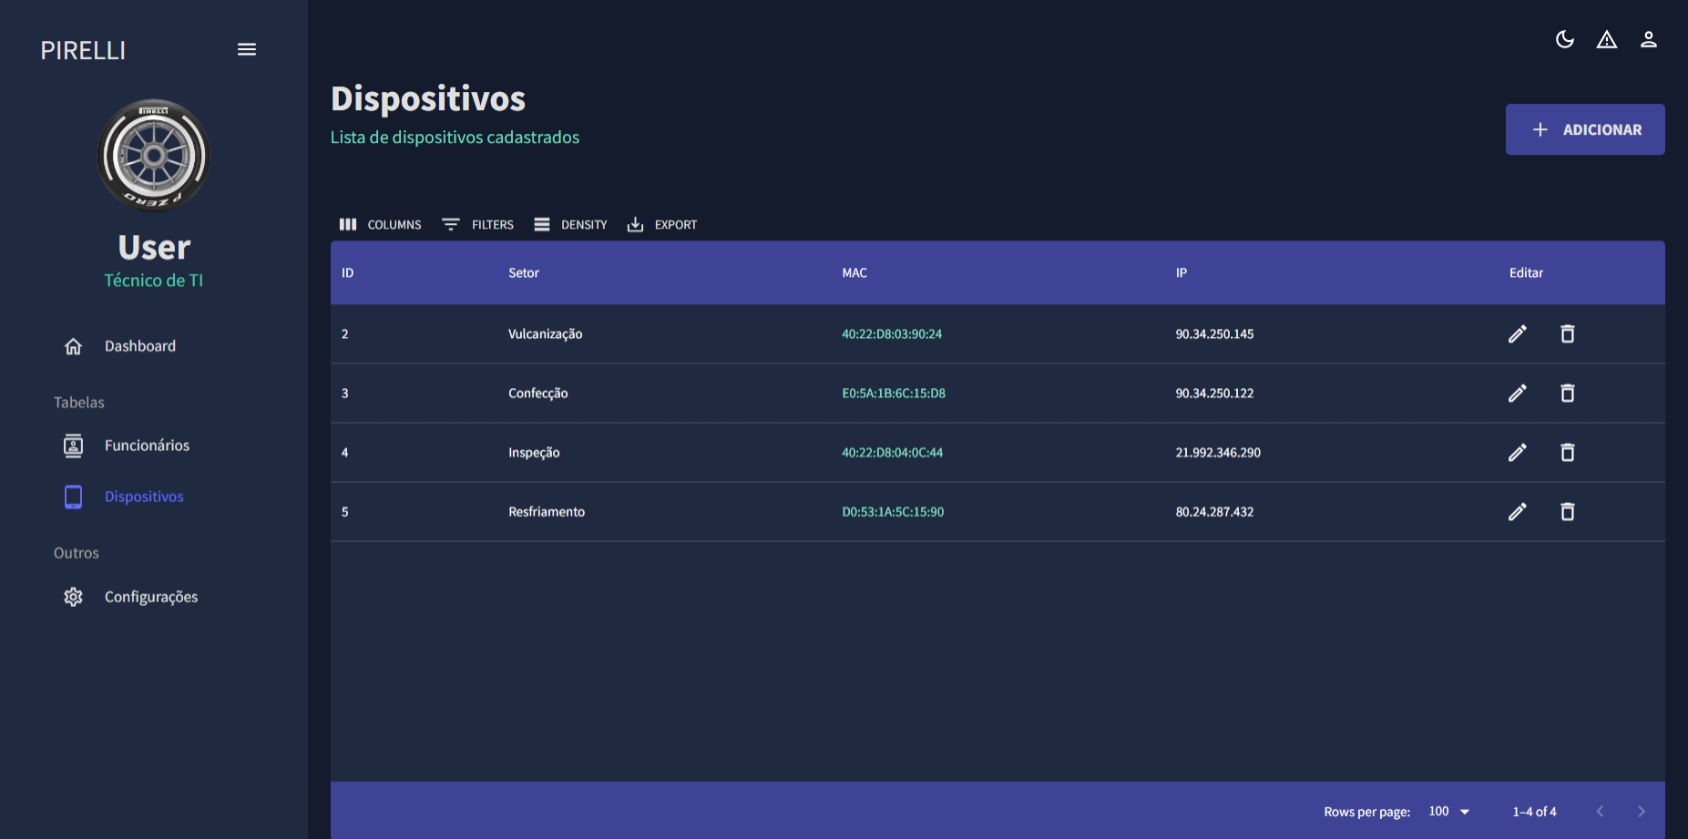 PIRELLI
PIRELLI
P ZERO
User
Técnico de TI
Dashboard
Tabelas
Funcionários
Dispositivos
Outros
Configurações
Dispositivos
Lista de dispositivos cadastrados
ADICIONAR
COLUMNS FILTERS DENSITY EXPORT
ID Setor MAC IP Editar
2 Vulcanização 40:22:D8:03:90:24 90.34.250.145
3 Confecção E0:5A:1B:6C:15:D8 90.34.250.122
4 Inspeção 40:22:D8:04:0C:44 21.992.346.290
5 Resfriamento D0:53:1A:5C:15:90 80.24.287.432
Rows per page: 100 1–4 of 4